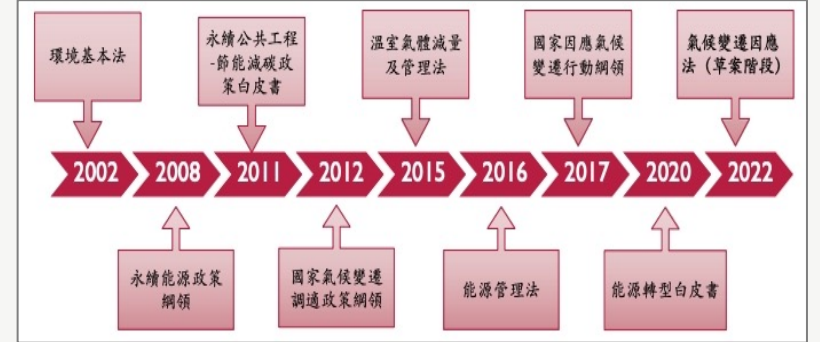 環境基本法
永續公共工程
-節能減碳政
策白皮書
溫室氣體減量
及管理法
國家因應氣候
變遷行動綱領
氣候變遷因應
法（草案階段）
2002
2008
2011
2012
2015
2016
2017
2020
2022
永續能源政策
綱領
國家氣候變遷
調適政策綱領
能源管理法
能源轉型白皮書